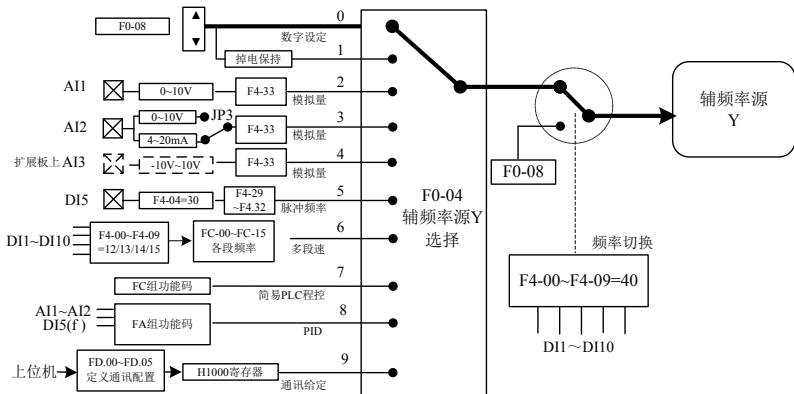 F0-08
0
数字设定
掉电保持
1
AI1
0~10V
F4-33
2
模拟量
AI2
0~10V
4~20mA
JP3
F4-33
3
模拟量
扩展板上AI3
-10V~10V
F4-33
4
模拟量
DI5
F4-04=30
F4-29
~F4.32
5
脉冲频率
DI1~DI10
F4-00~F4-09
=12/13/14/15
FC-00~FC-15
各段频率
6
多段速
FC组功能码
7
简易PLC程控
AI1~AI2
DI5(f)
FA组功能码
8
PID
上位机
FD.00~FD.05
定义通讯配置
H1000寄存器
9
通讯给定
F0-04
辅频率源Y
选择
F0-08
辅频率源
Y
频率切换
F4-00~F4-09=40
DI1～DI10